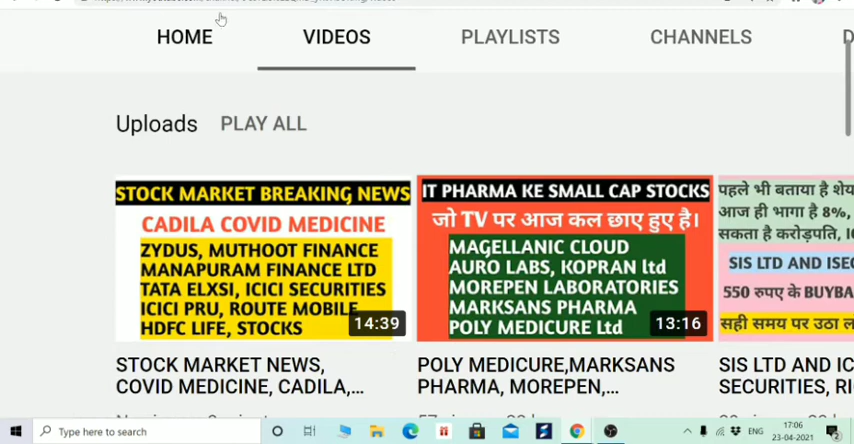 HOME VIDEOS PLAYLISTS CHANNELS
Uploads PLAY ALL
STOCK MARKET BREAKING NEWS
CADILA COVID MEDICINE
ZYDUS, MUTHOOT FINANCE
MANAPURAM FINANCE LTD
TATA ELXSI, ICICI SECURITIES
ICICI PRU, ROUTE MOBILE
HDFC LIFE, STOCKS
14:39
STOCK MARKET NEWS,
COVID MEDICINE, CADILA,...
IT PHARMA KE SMALL CAP STOCKS
जो TV पर आज कल छाए हुए है।
MAGELLANIC CLOUD
AURO LABS, KOPRAN ltd
MOREPEN LABORATORIES
MARKSANS PHARMA
POLY MEDICURE Ltd
13:16
POLY MEDICURE,MARKSANS
PHARMA, MOREPEN,...
पहले भी बताया है
आज ही भागा है 8%,
सकता है करोड़पति,
SIS LTD AND
550 रुपए के
सही समय पर उठा
SIS LTD AND
SECURITIES,
Type here to search
ENG
17:06
23-04-2021
2